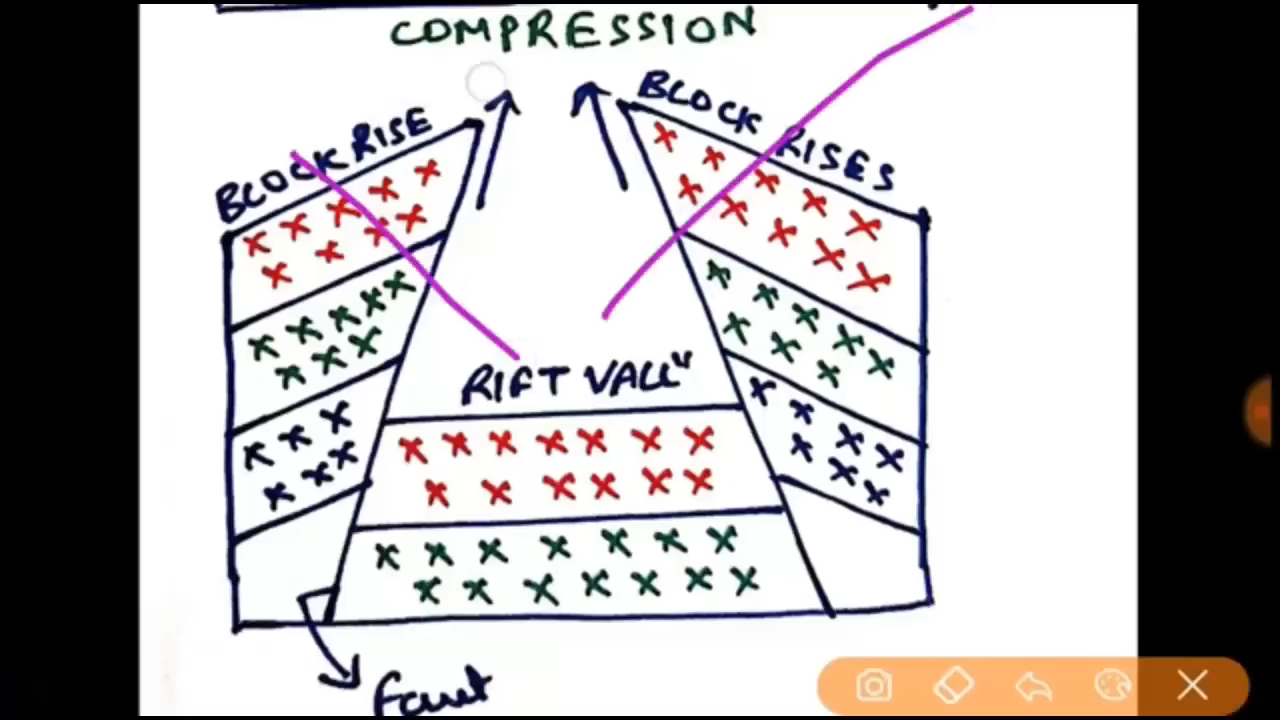 COMPRESSION
BLOCK RISE
BLOCK RISES
RIFT VALL"
Fault